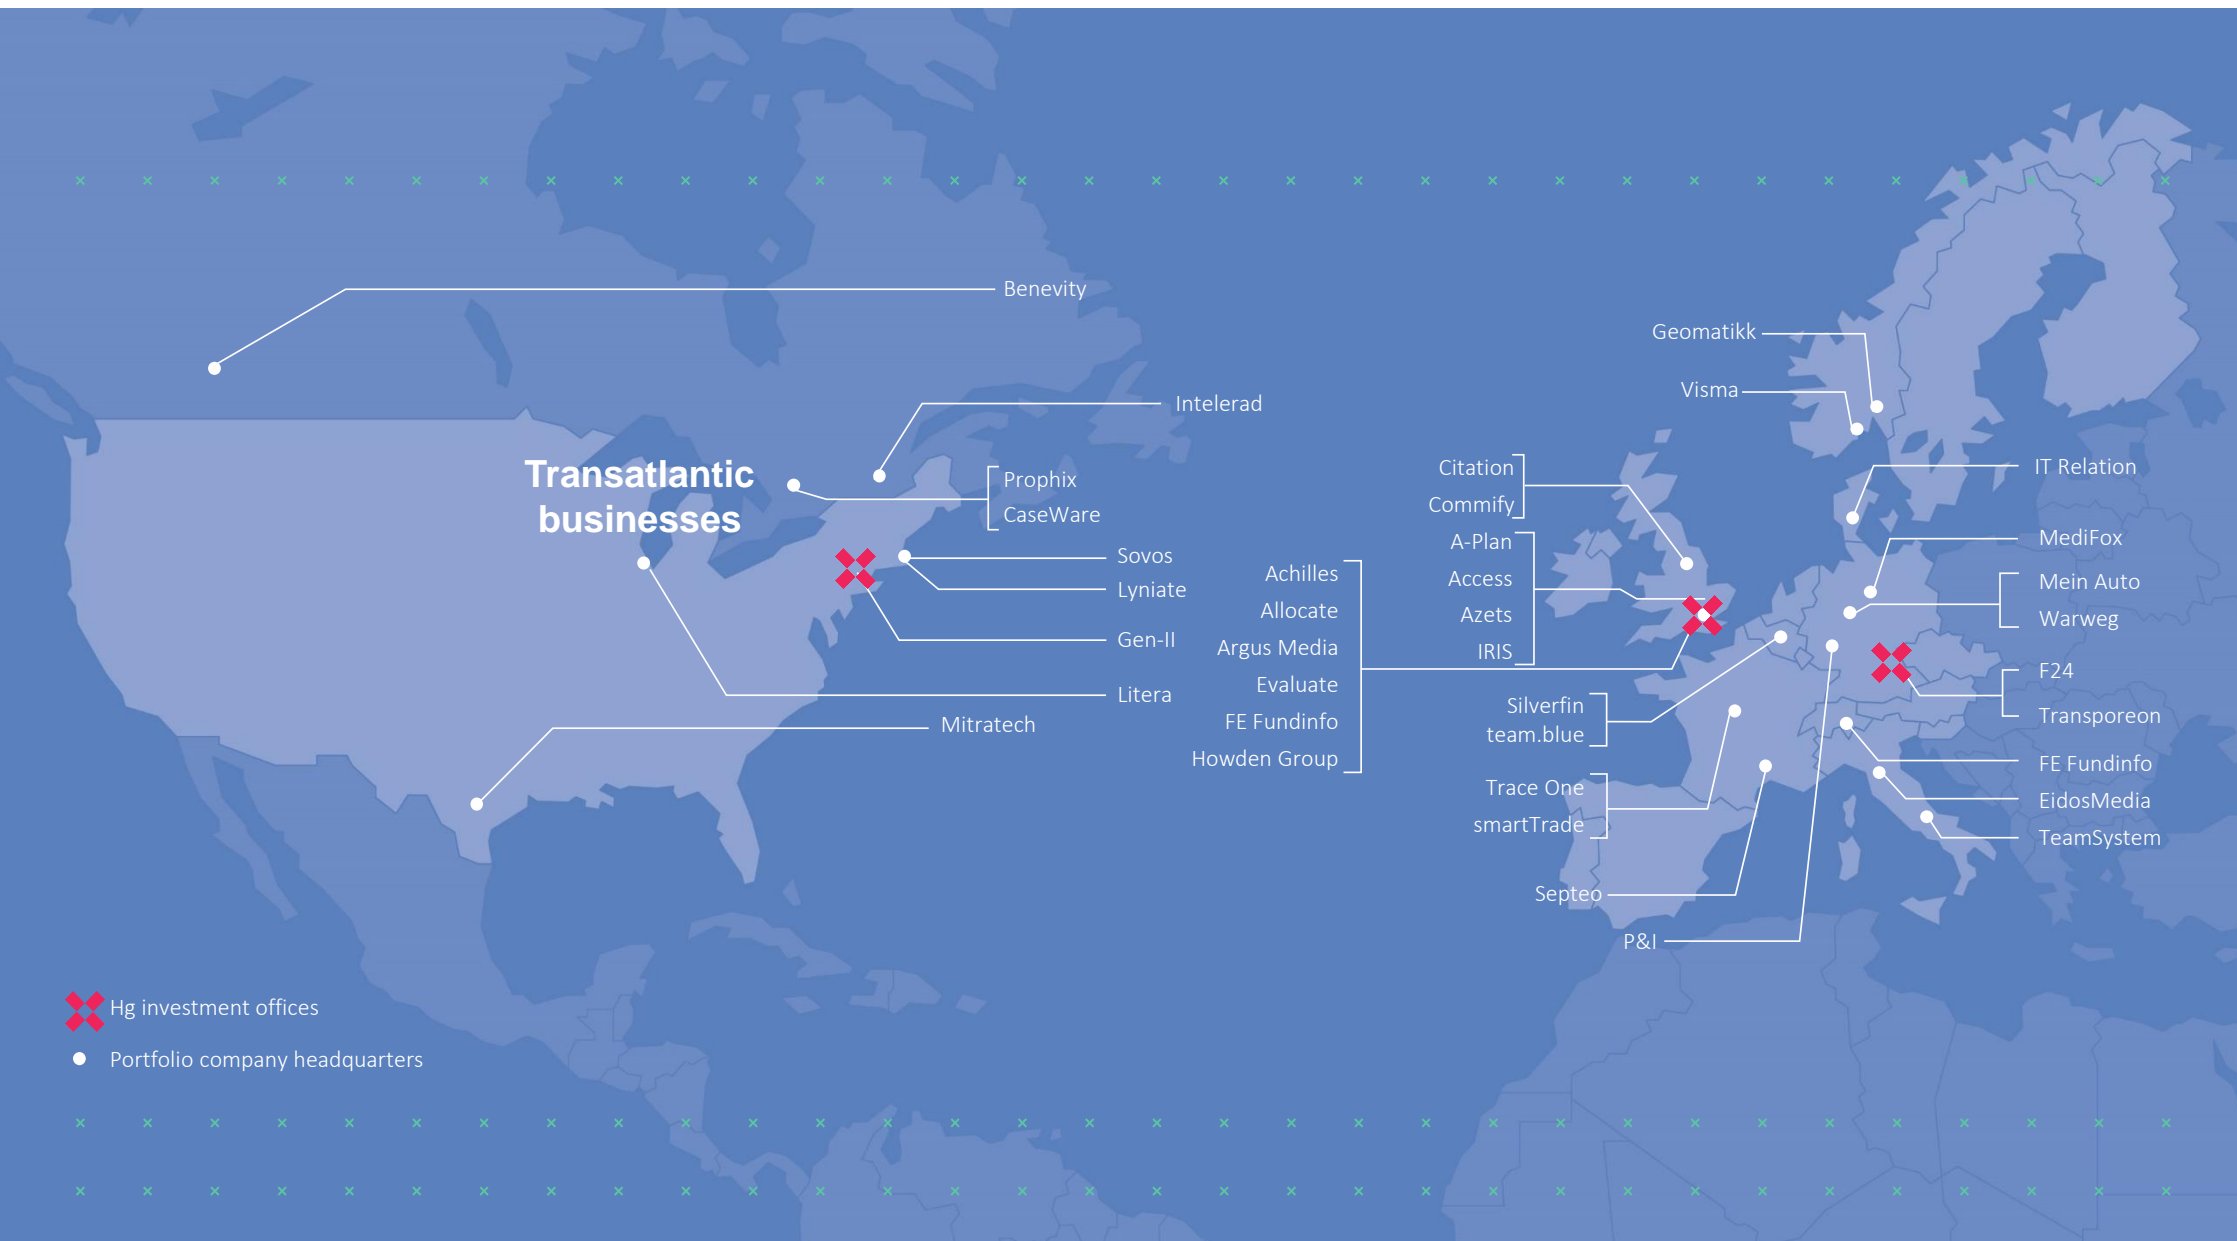 Benevity
Intelerad
Transatlantic
businesses
Prophix
CaseWare
Sovos
Lyniate
Gen-II
Litera
Mitratech
Geomatikk
Visma
Citation
Commify
A-Plan
Access
Azets
IRIS
Achilles
Allocate
Argus Media
Evaluate
FE Fundinfo
Howden Group
Silverfin
team.blue
Trace One
smartTrade
Septeo
P&I
IT Relation
MediFox
Mein Auto
Warweg
F24
Transporeon
FE Fundinfo
EidosMedia
TeamSystem
Hg investment offices
Portfolio company headquarters